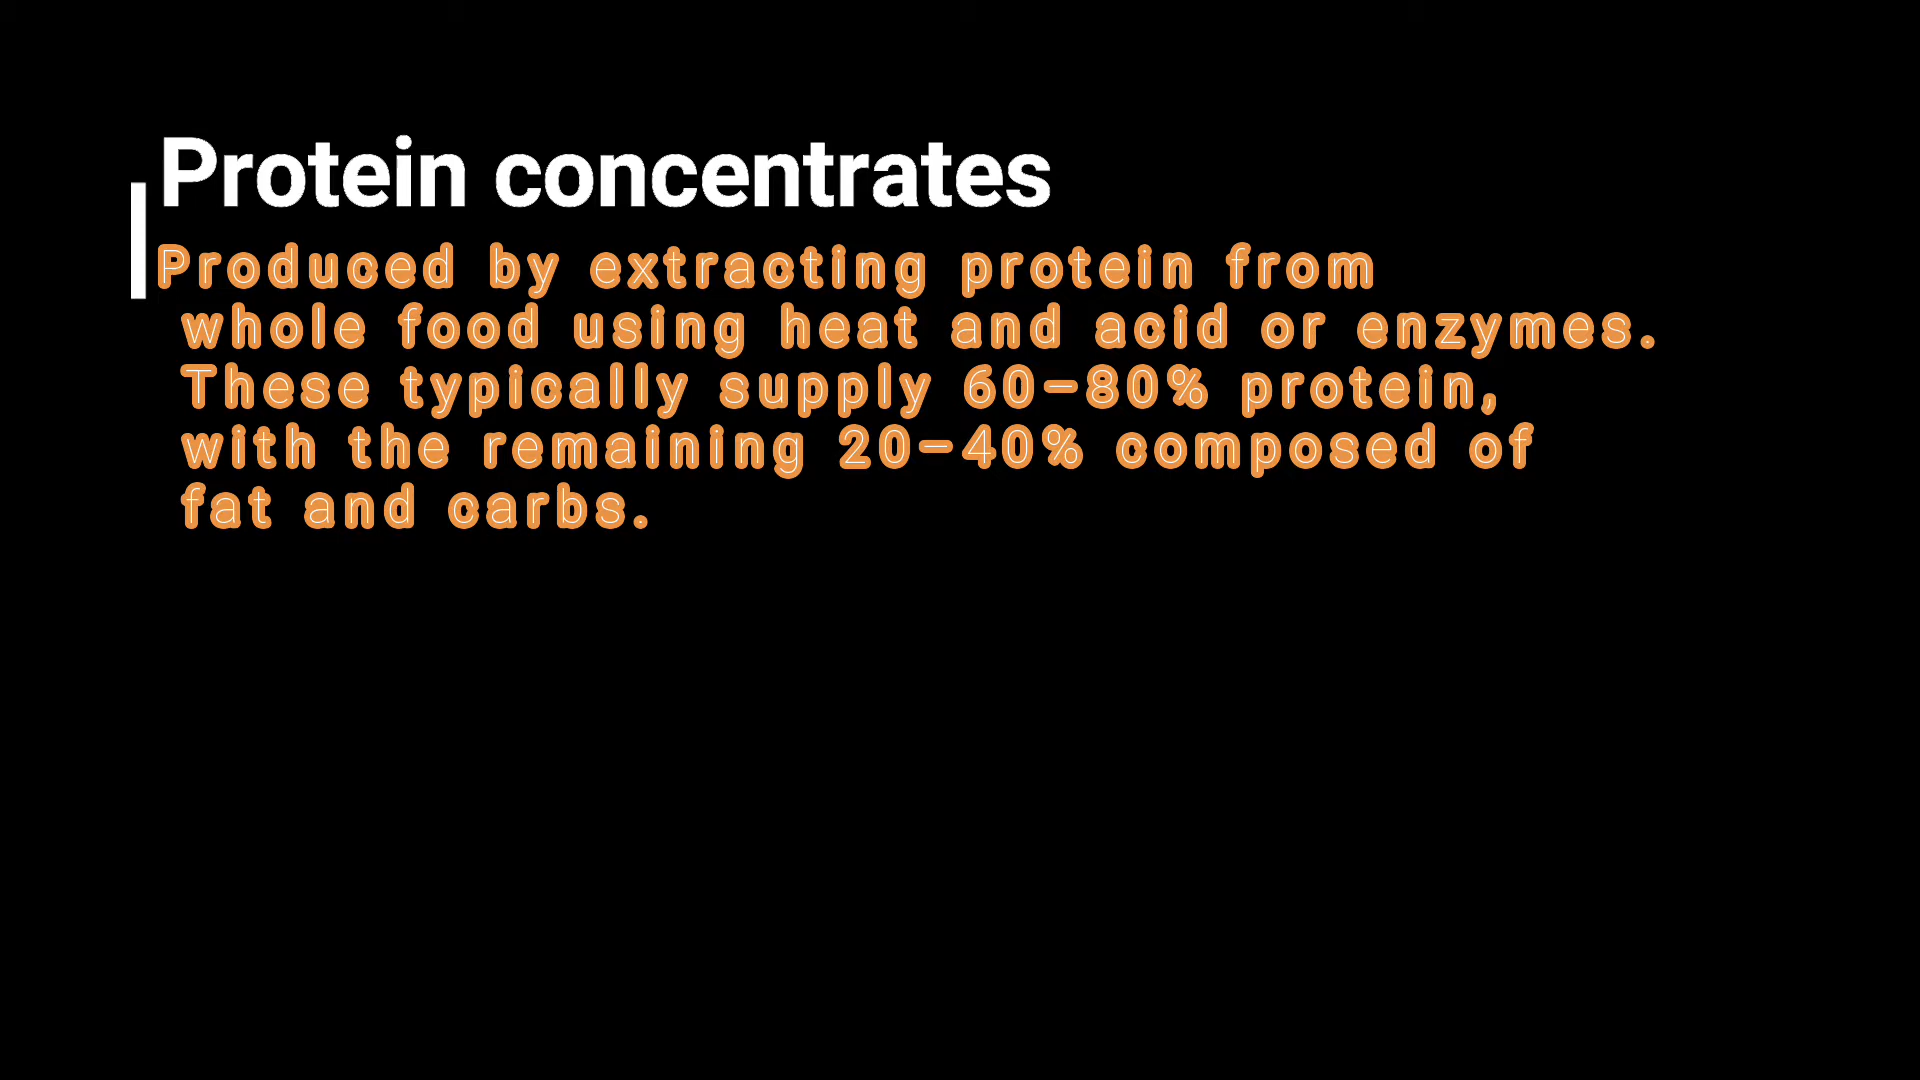 Protein concentrates
Produced by extracting protein from
whole food using heat and acid or enzymes.
These typically supply 60–80% protein,
with the remaining 20–40% composed of
fat and carbs.